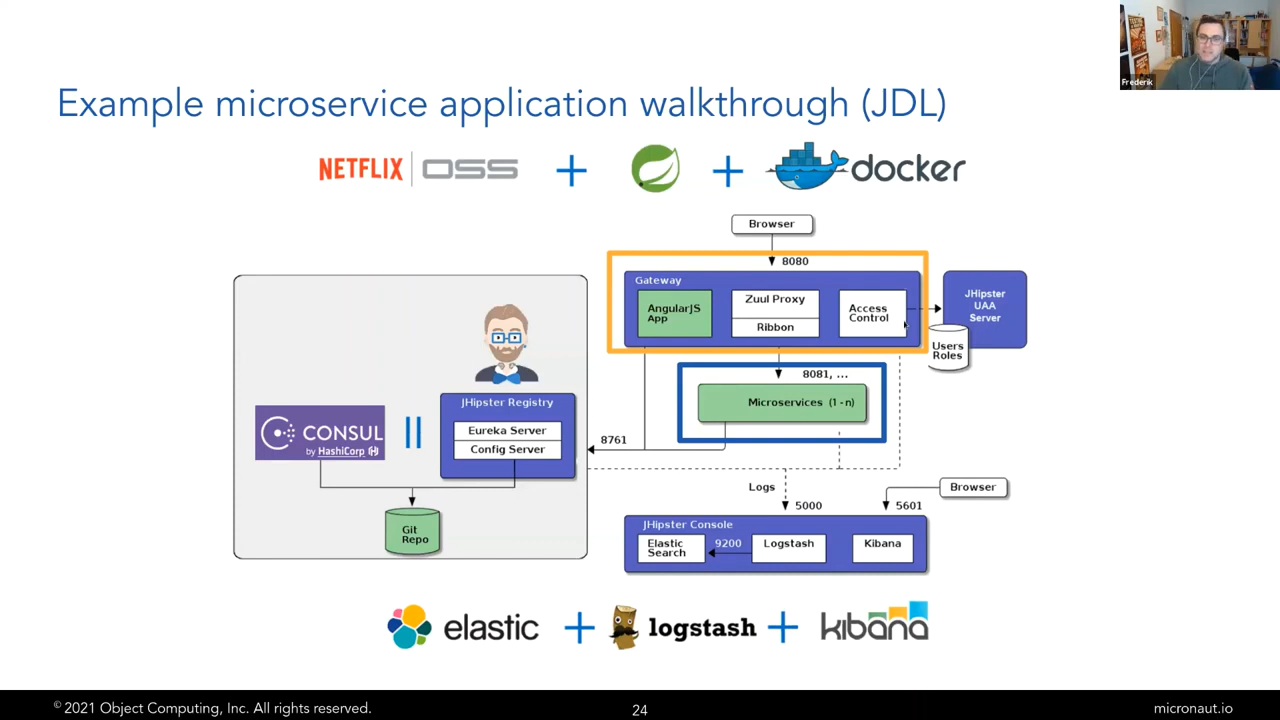 Frederik
Example microservice application walkthrough (JDL)
NETFLIX | OSS
docker
Browser
8080
Gateway
AngularJS
App
Zuul Proxy
Ribbon
Access
Control
JHipster
UAA
Server
Users
Roles
8081, ...
Microservices (1-n)
JHipster Registry
Eureka Server
Config Server
CONSUL
by HashiCorp
8761
Git
Repo
Logs
5000
Browser
5601
JHipster Console
Elastic
Search
9200
Logstash
Kibana
elastic
logstash
kibana
© 2021 Object Computing, Inc. All rights reserved.
24
micronaut.io